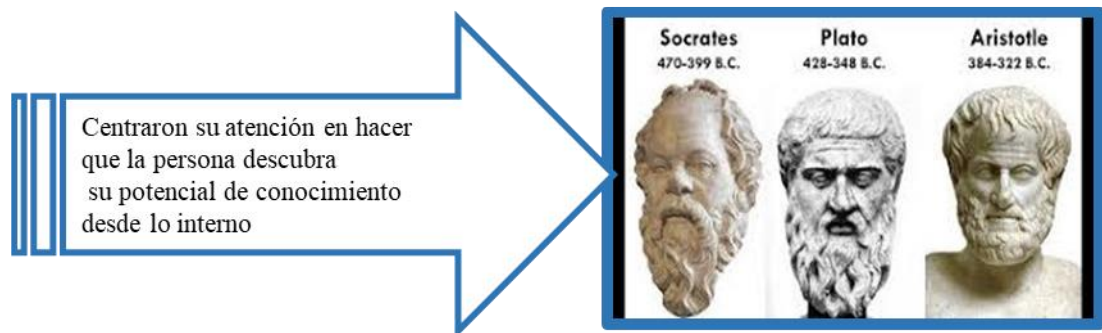 Centraron su atención en hacer
que la persona descubra
su potencial de conocimiento
desde lo interno
Socrates
470-399 B.C.
Plato
428-348 B.C.
Aristotle
384-322 B.C.